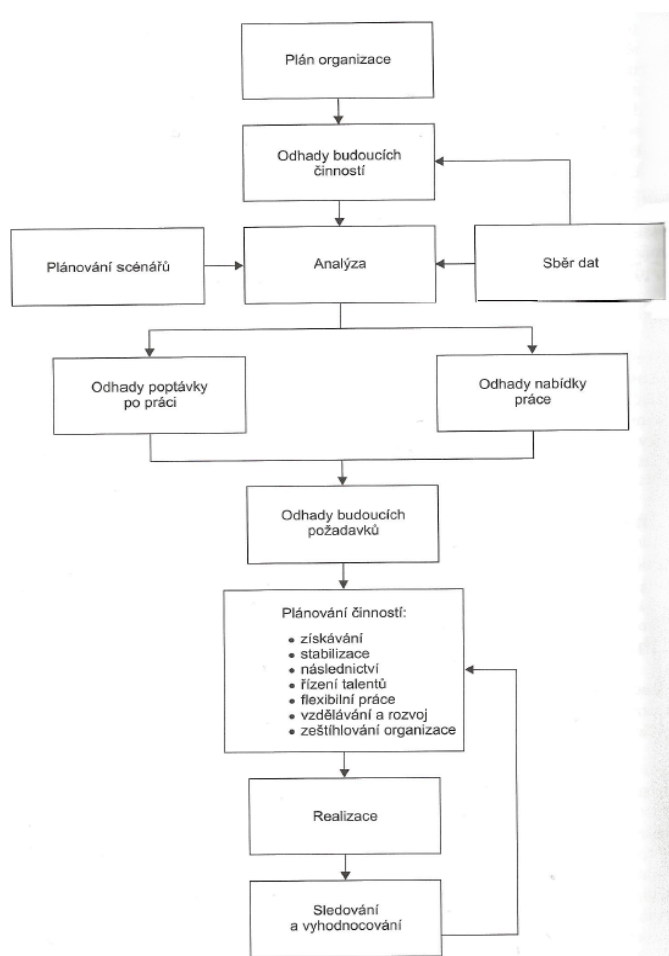 Plán organizace
Odhady budoucích
činností
Plánování scénářů
Analýza
Sběr dat
Odhady poptávky
po práci
Odhady nabídky
práce
Odhady budoucích
požadavků
Plánování činností:
• získávání
• stabilizace
• následnictví
• řízení talentů
• flexibilní práce
• vzdělávání a rozvoj
• zeštíhlování organizace
Realizace
Sledování
a vyhodnocování